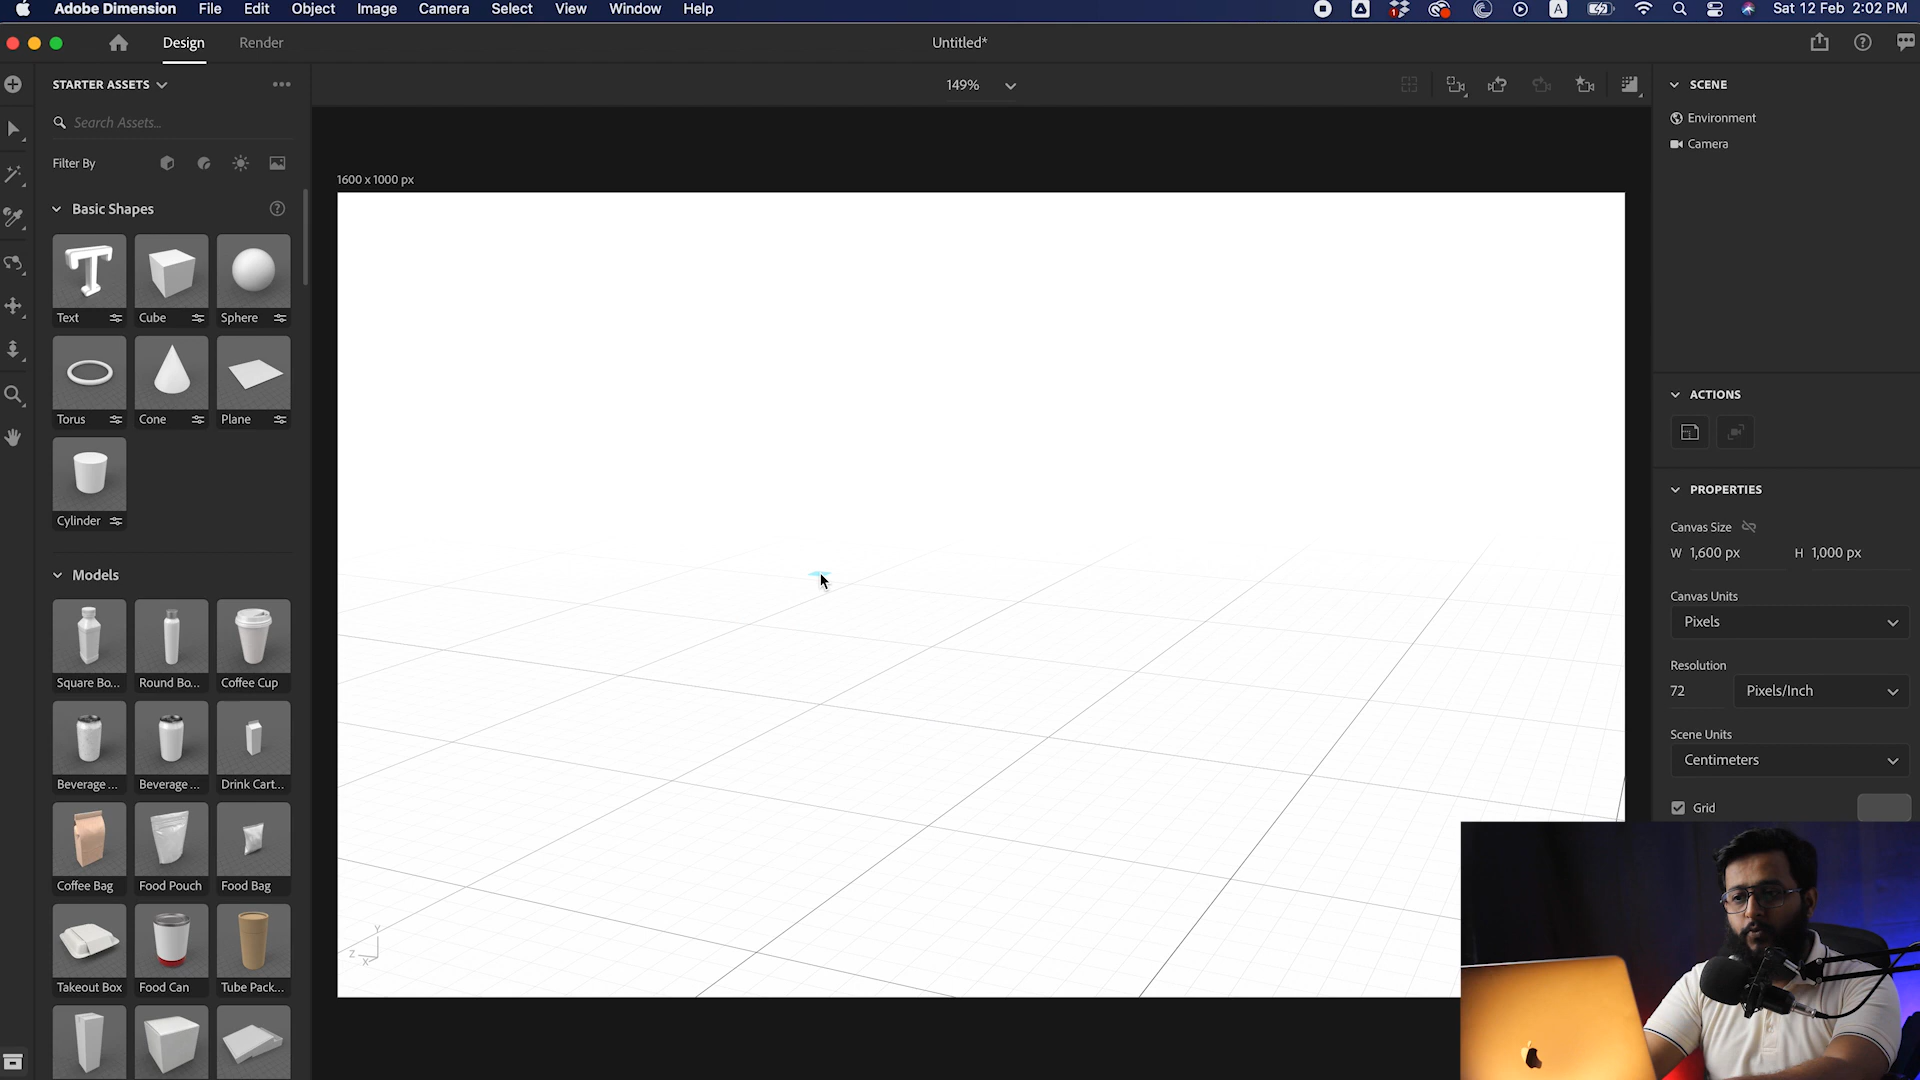 Adobe Dimension File Edit Object Image Camera Select View Window Help
1 A Sat 12 Feb 2:02 PM
Design Render Untitled*
STARTER ASSETS
149%
Search Assets...
Filter By
Basic Shapes
Text Cube Sphere
Torus Cone Plane
Cylinder
Models
Square Bo... Round Bo... Coffee Cup
Beverage ... Beverage ... Drink Cart...
Coffee Bag Food Pouch Food Bag
Takeout Box Food Can Tube Pack...
1600 x 1000 px
Y
Z
X
SCENE
Environment
Camera
ACTIONS
PROPERTIES
Canvas Size
W 1,600 px H 1,000 px
Canvas Units
Pixels
Resolution
72 Pixels/Inch
Scene Units
Centimeters
Grid